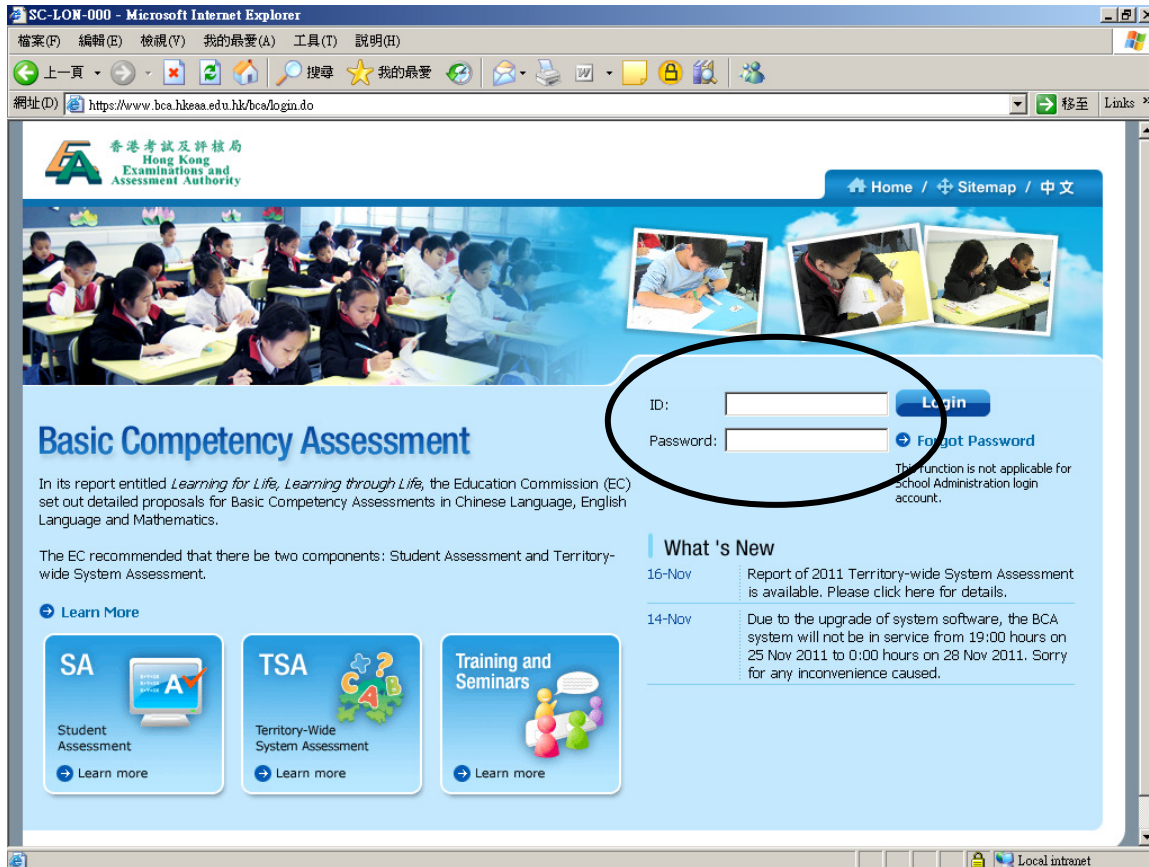 SC-LON-000 - Microsoft Internet Explorer
檔案(F) 編輯(E) 檢視(V) 我的最愛(A) 工具(T) 說明(H)
上一頁 搜尋 我的最愛
網址(D) https://www.bca.hkeaa.edu.hk/bca/login.do 移至 Links »
香港考試及評核局
Hong Kong
Examinations and
Assessment Authority
Home / Sitemap / 中文
ID: Login
Password: Forgot Password
This function is not applicable for
School Administration login
account.
Basic Competency Assessment
In its report entitled Learning for Life, Learning through Life, the Education Commission (EC)
set out detailed proposals for Basic Competency Assessments in Chinese Language, English
Language and Mathematics.
The EC recommended that there be two components: Student Assessment and Territory-
wide System Assessment.
Learn More
What 's New
16-Nov Report of 2011 Territory-wide System Assessment
is available. Please click here for details.
14-Nov Due to the upgrade of system software, the BCA
system will not be in service from 19:00 hours on
25 Nov 2011 to 0:00 hours on 28 Nov 2011. Sorry
for any inconvenience caused.
SA
A
Student
Assessment
Learn more
TSA
C A B
Territory-Wide
System Assessment
Learn more
Training and
Seminars
Learn more
Local intranet